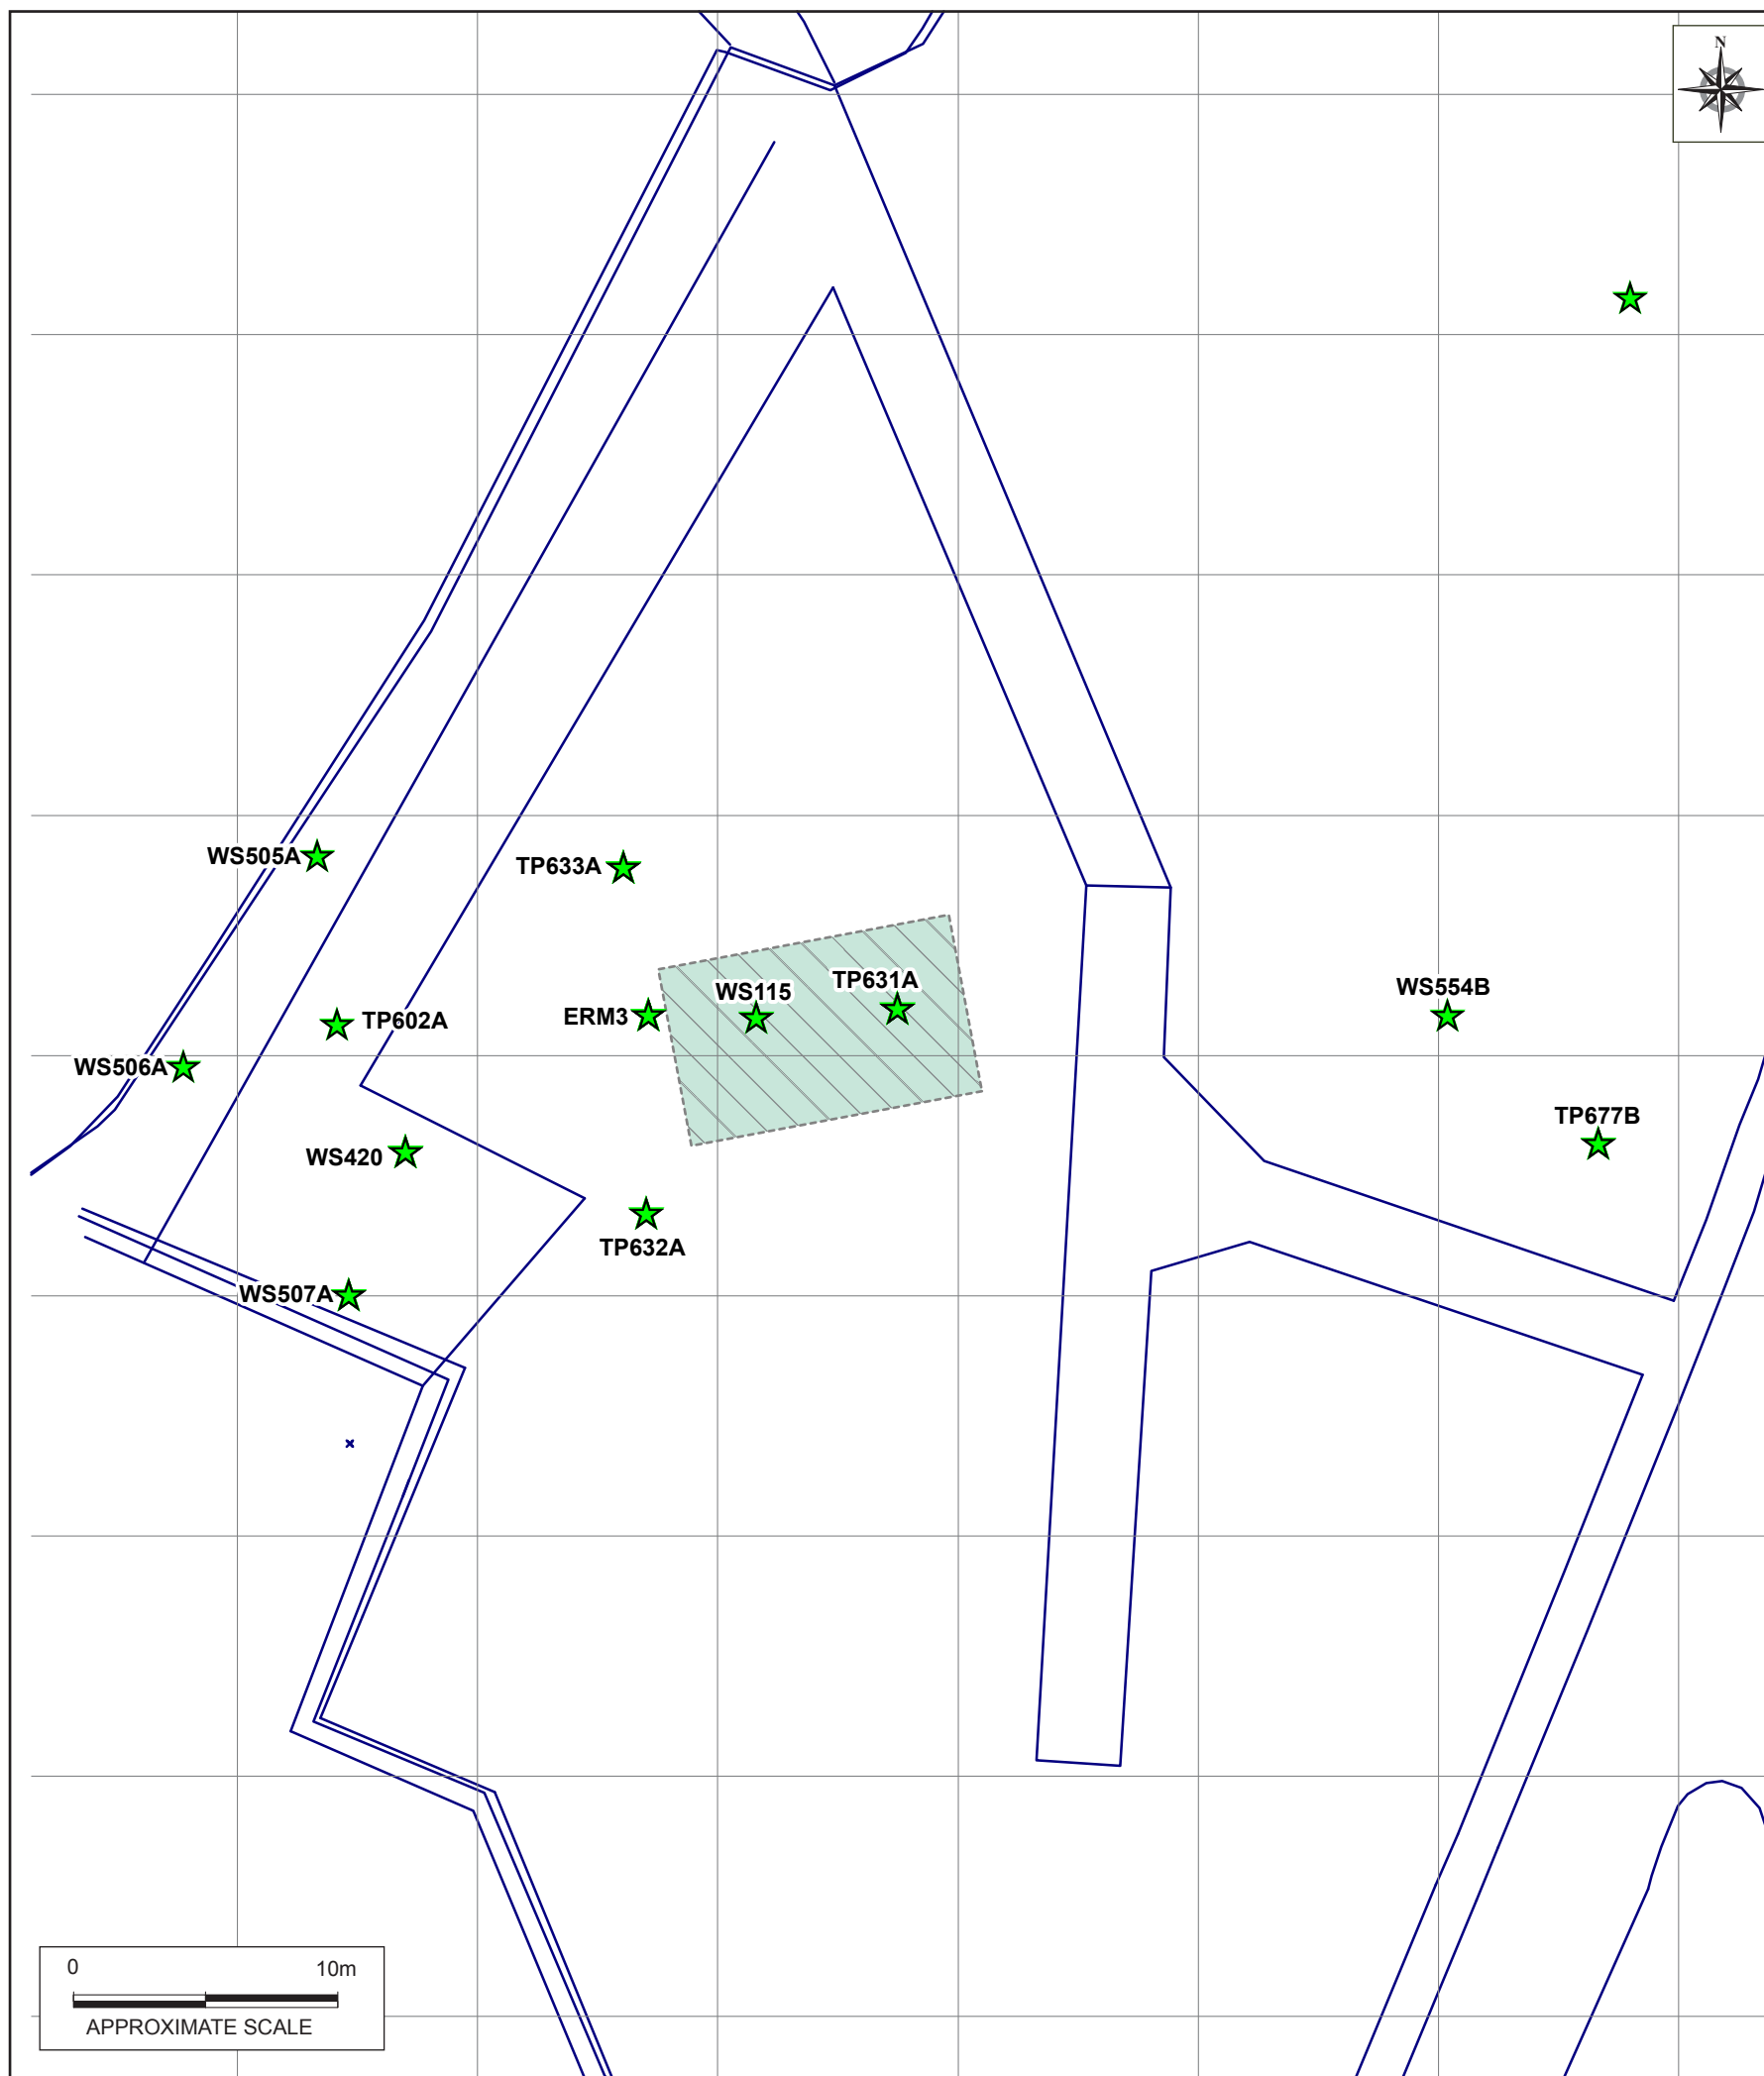 N
WS505A
TP633A
TP631A
WS115
WS554B
ERM3
TP602A
WS506A
TP677B
WS420
TP632A
WS507A
0 10m
APPROXIMATE SCALE